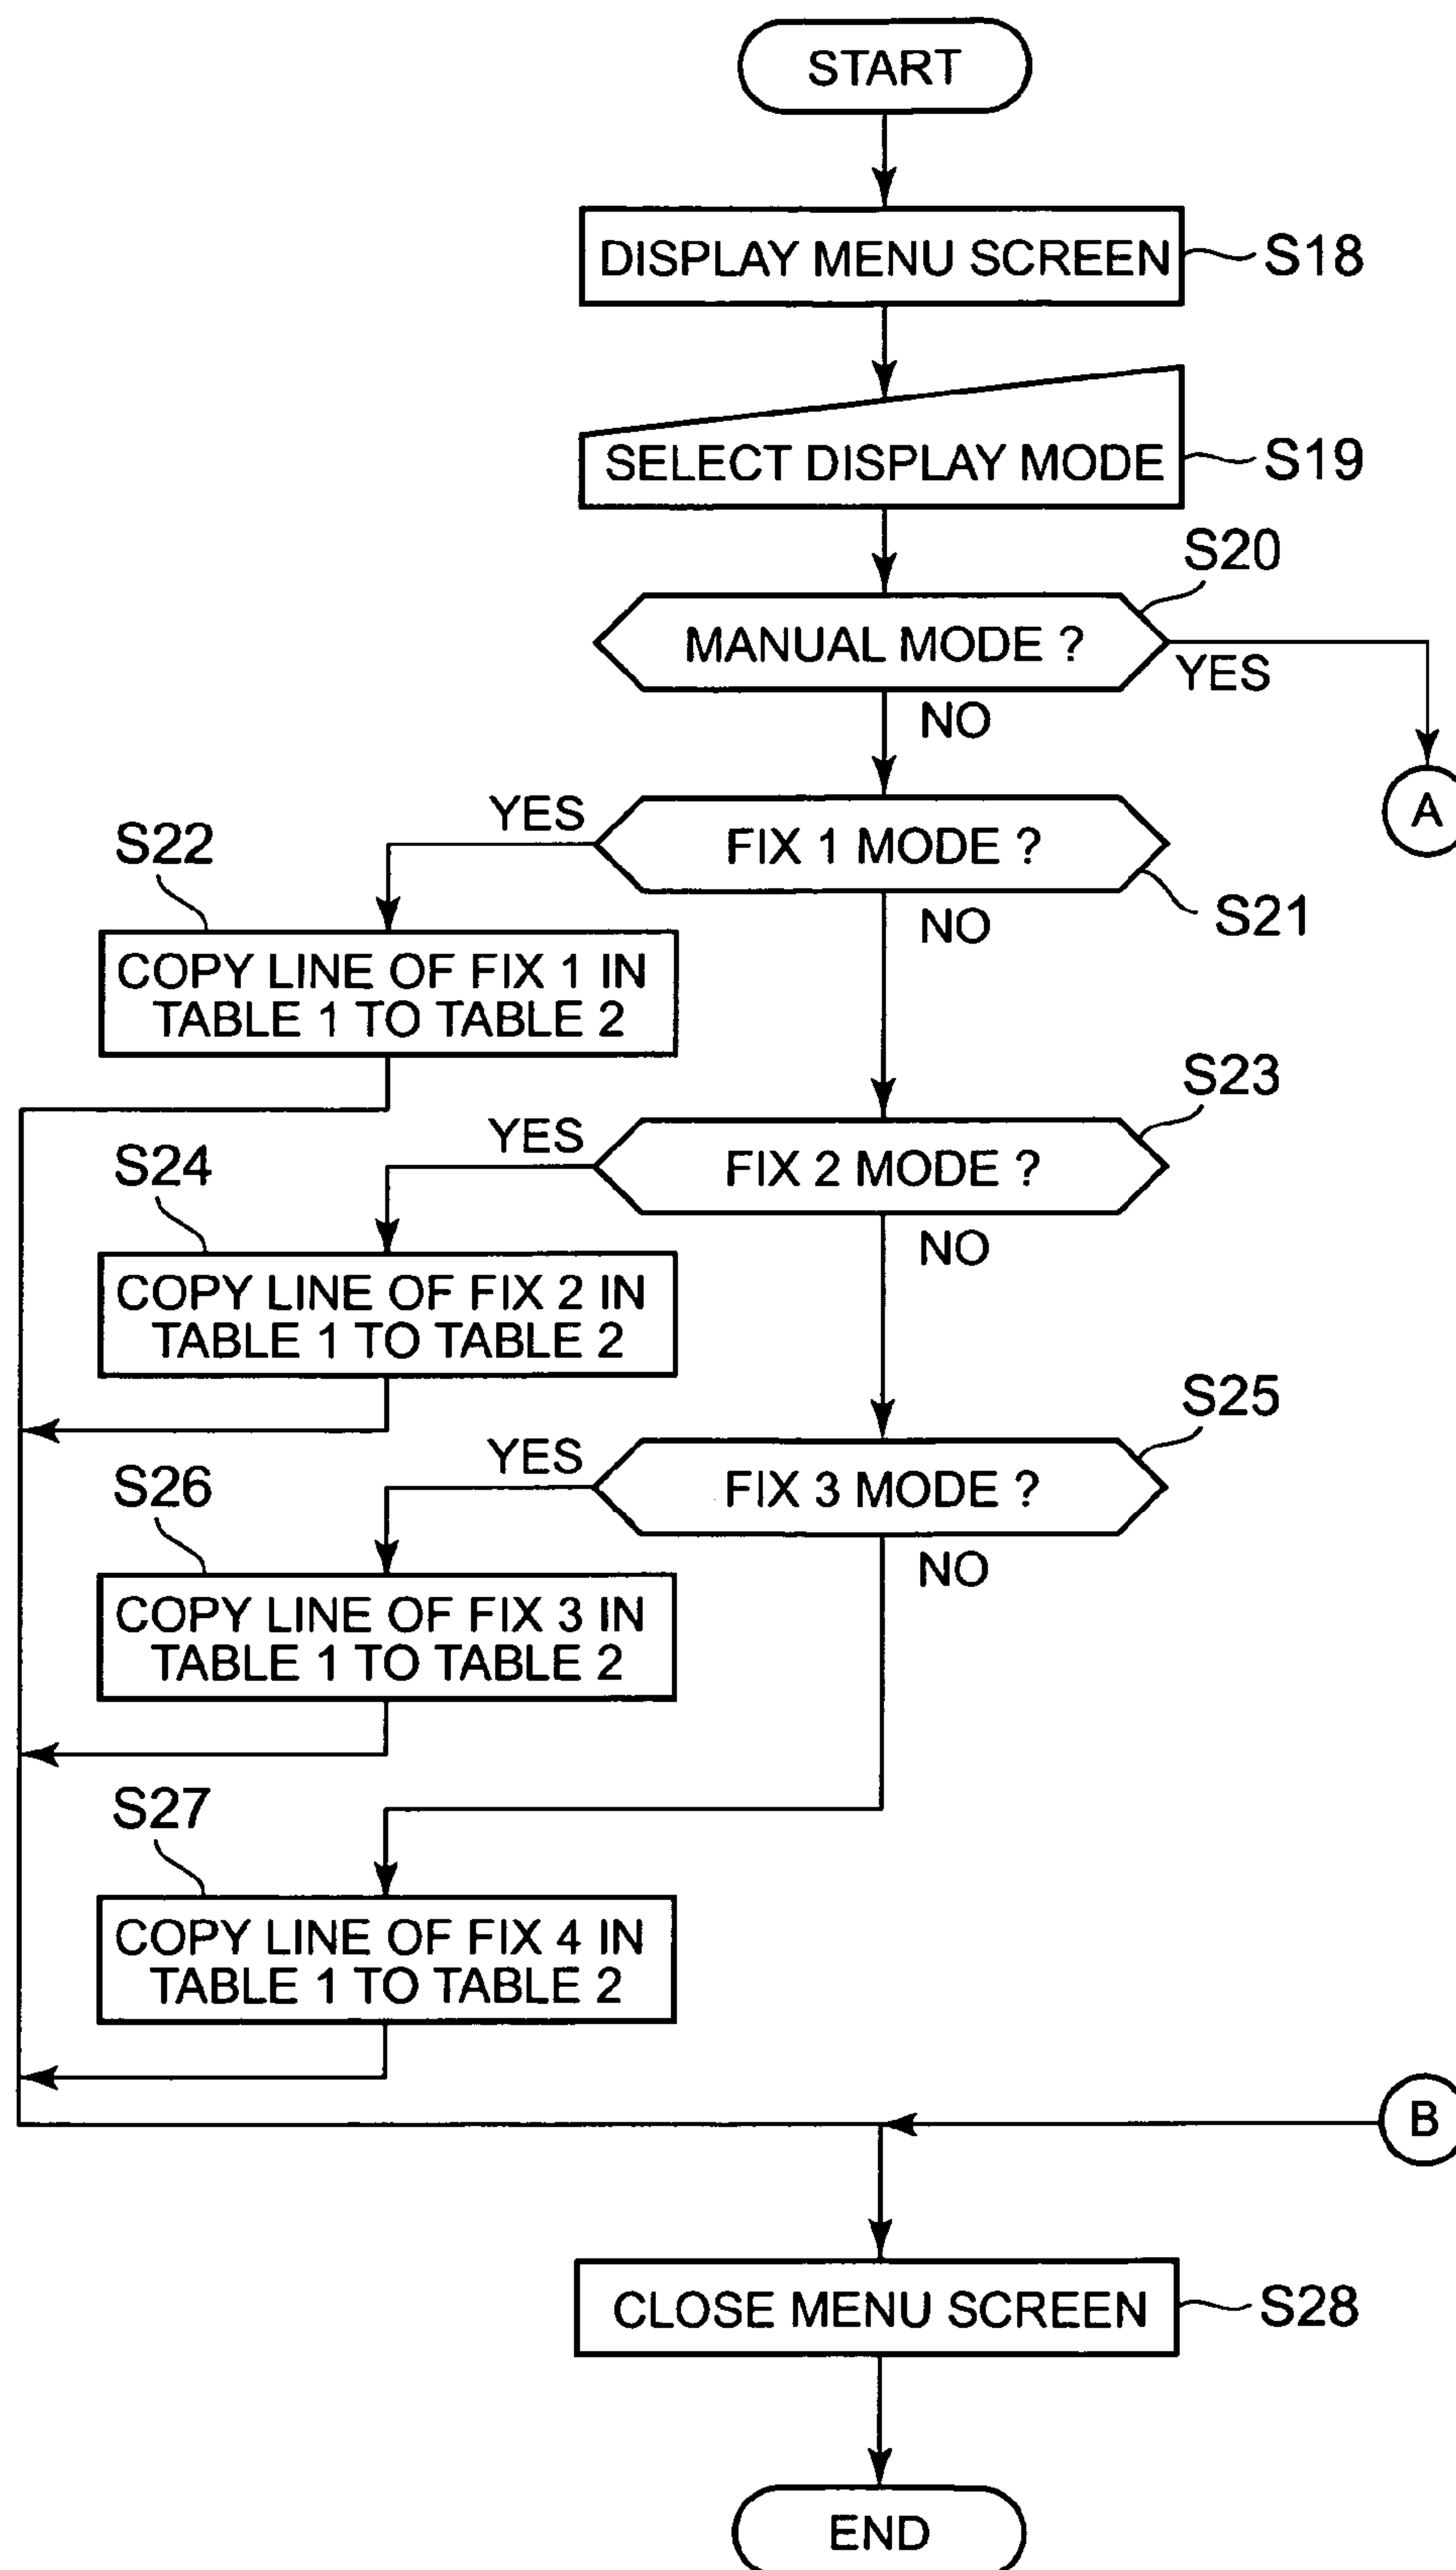 START
DISPLAY MENU SCREEN
S18
SELECT DISPLAY MODE
S19
S20
MANUAL MODE ?
YES
NO
A
YES
FIX 1 MODE ?
S21
NO
S22
COPY LINE OF FIX 1 IN
TABLE 1 TO TABLE 2
S23
YES
FIX 2 MODE ?
NO
S24
COPY LINE OF FIX 2 IN
TABLE 1 TO TABLE 2
S25
YES
FIX 3 MODE ?
NO
S26
COPY LINE OF FIX 3 IN
TABLE 1 TO TABLE 2
S27
COPY LINE OF FIX 4 IN
TABLE 1 TO TABLE 2
B
CLOSE MENU SCREEN
S28
END